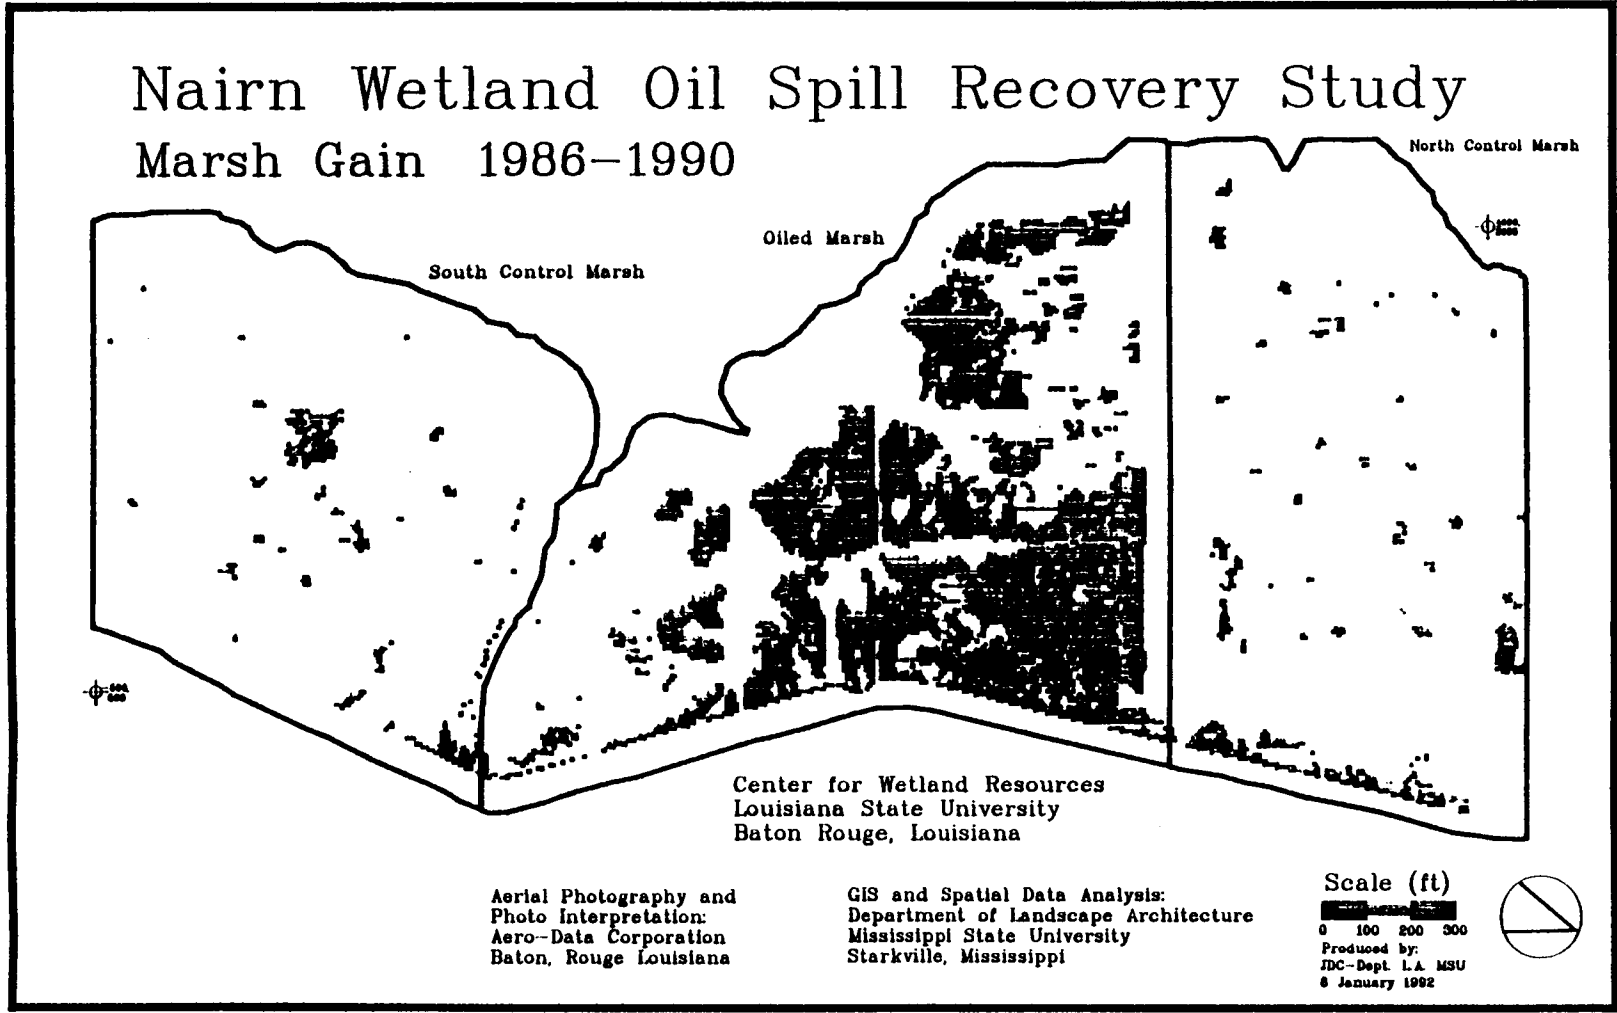 Nairn Wetland Oil Spill Recovery Study
Marsh Gain 1986-1990
North Control Marsh
Oiled Marsh
South Control Marsh
Center for Wetland Resources
Louisiana State University
Baton Rouge, Louisiana
Aerial Photography and
Photo Interpretation:
Aero-Data Corporation
Baton, Rouge Louisiana
GIS and Spatial Data Analysis:
Department of Landscape Architecture
Mississippi State University
Starkville, Mississippi
Scale (ft)
0 100 200 300
Produced by:
JDC-Dept. L.A. MSU
8 January 1992